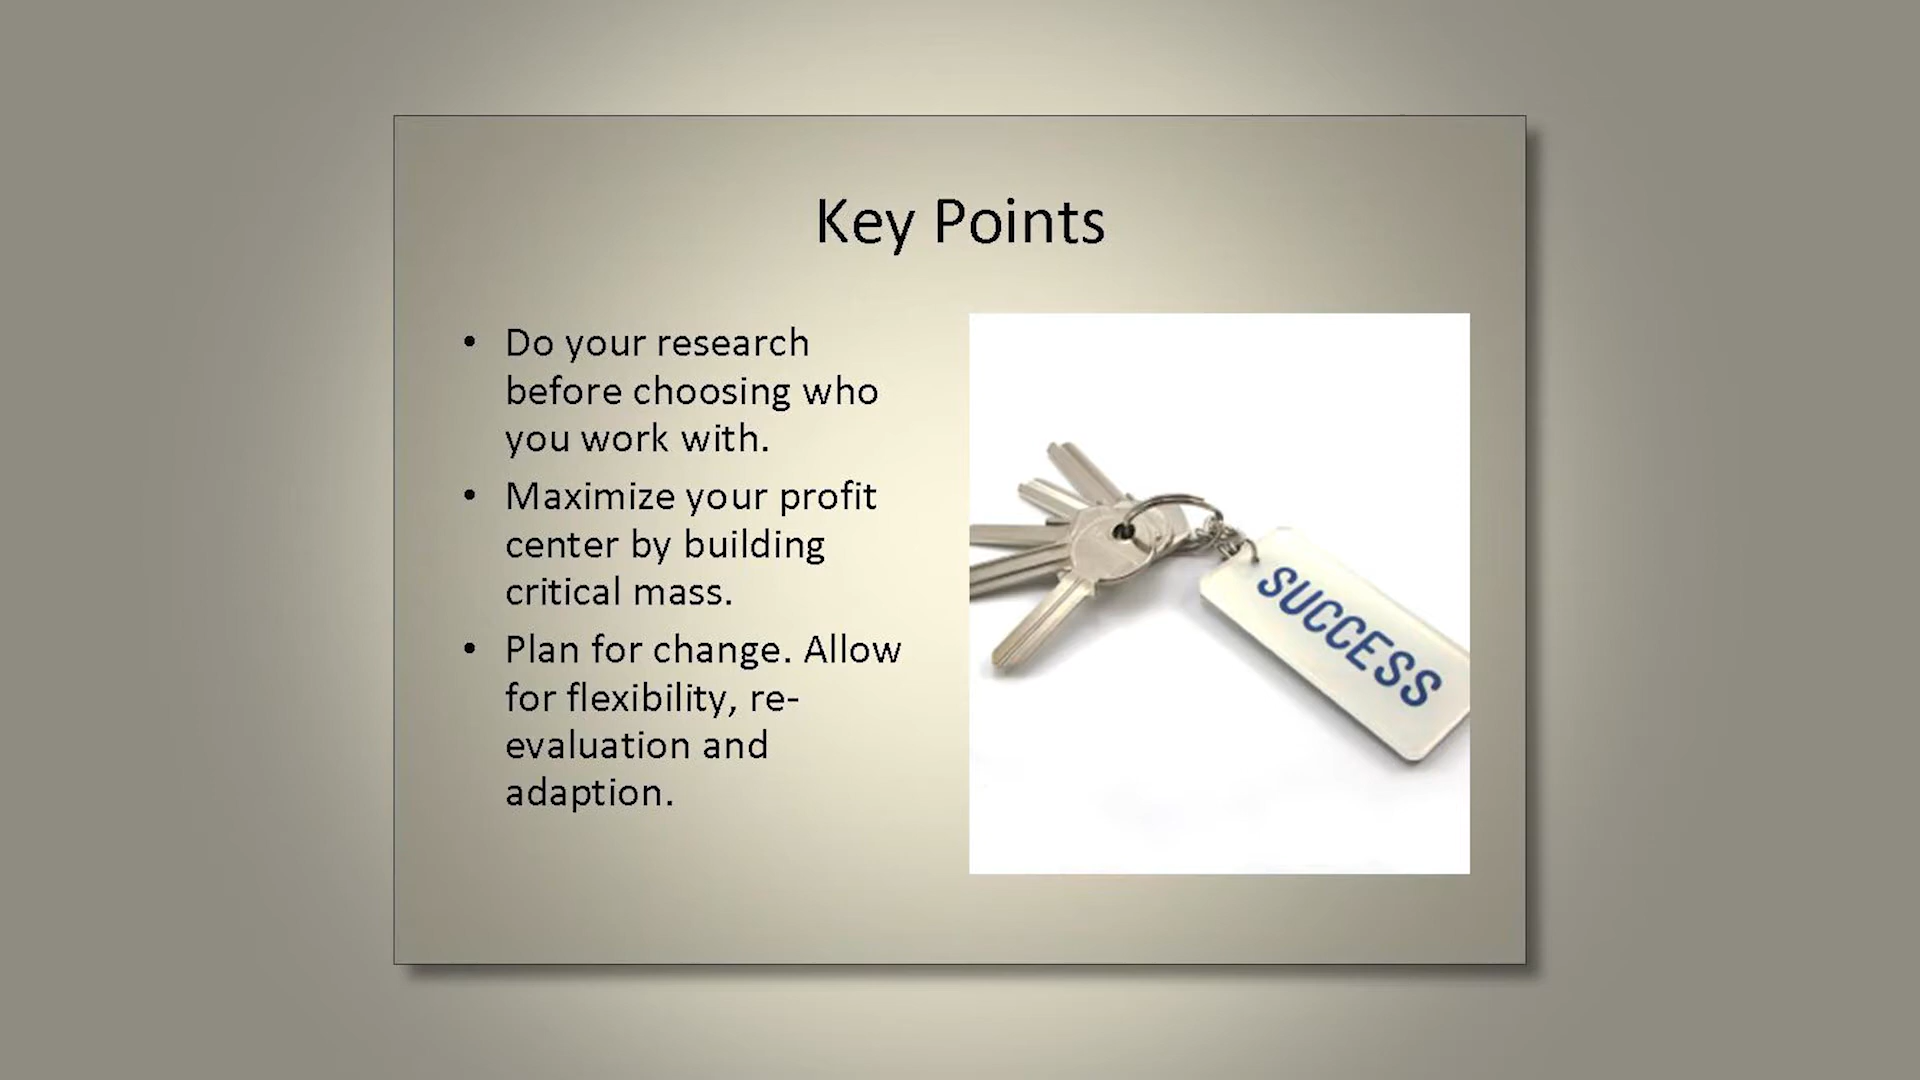 Key Points
• Do your research
before choosing who
you work with.
• Maximize your profit
center by building
critical mass.
• Plan for change. Allow
for flexibility, re-
evaluation and
adaption.
SUCCESS